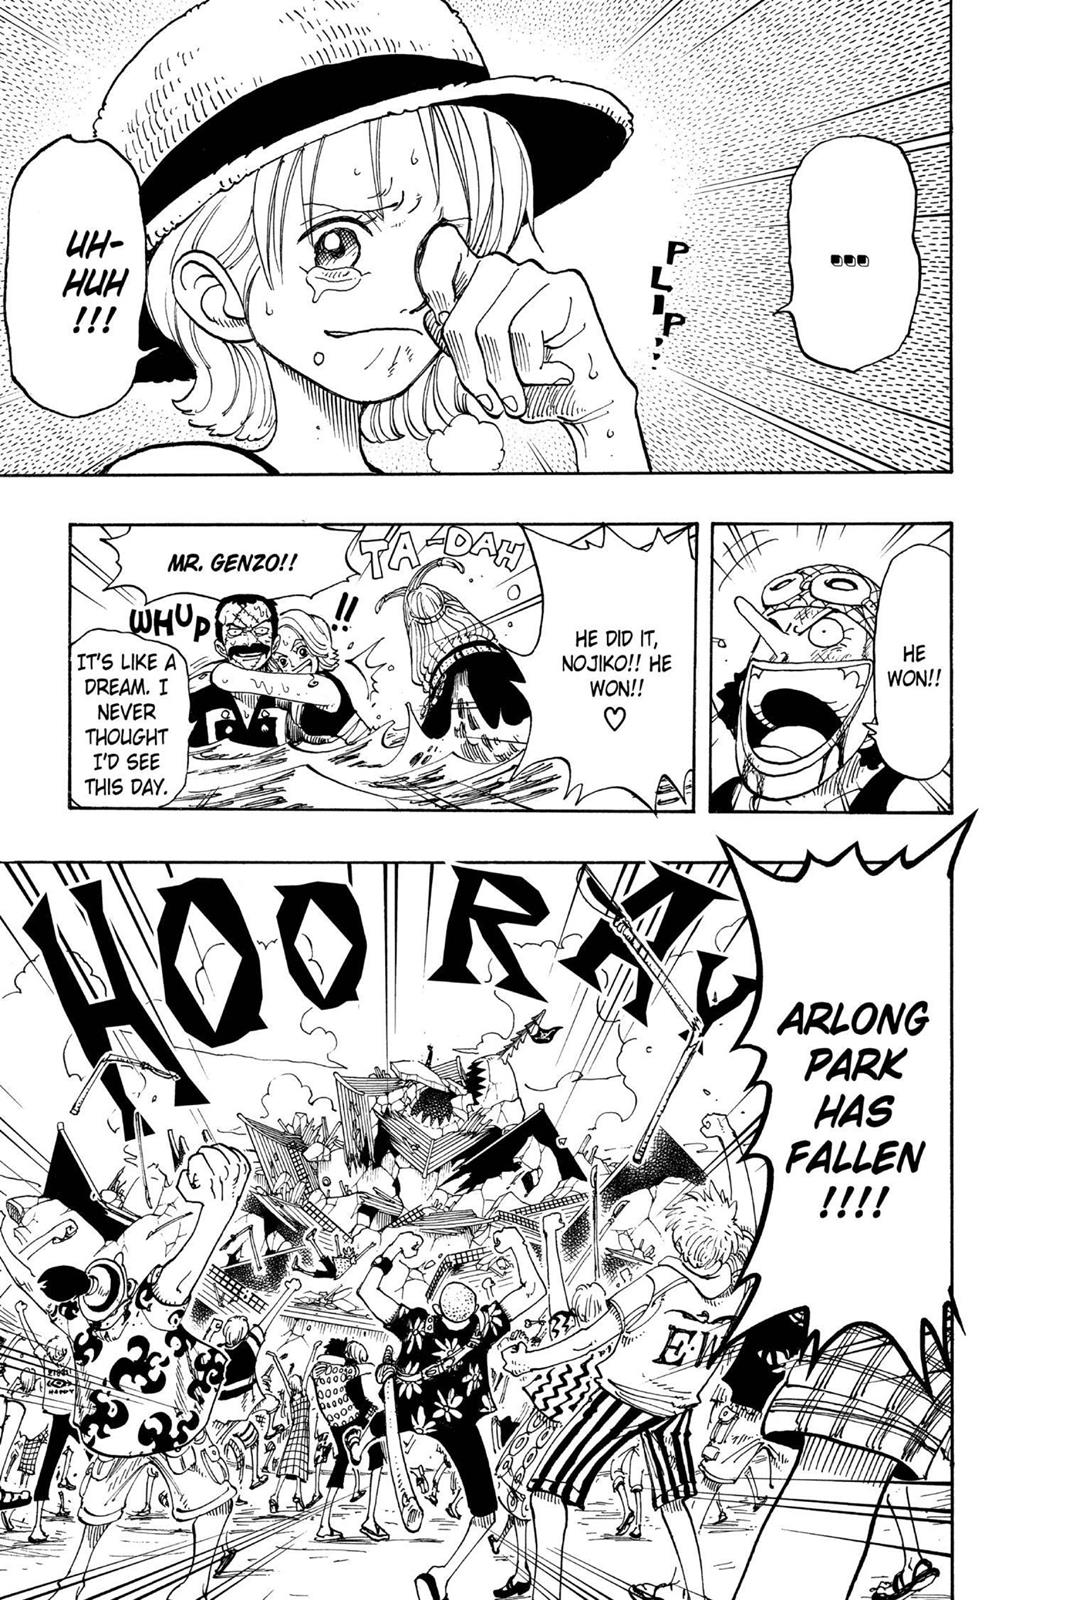 ...
PLIP..
UH-
HUH
!!!
HE
WON!!
HE DID IT,
NOJIKO!! HE
WON!!
♡
TA-DAH
MR. GENZO!!
!!
WHUP
IT'S LIKE A
DREAM. I
NEVER
THOUGHT
I'D SEE
THIS DAY.
ARLONG
PARK
HAS
FALLEN
!!!!
HOORAY
E.W
HAPPY